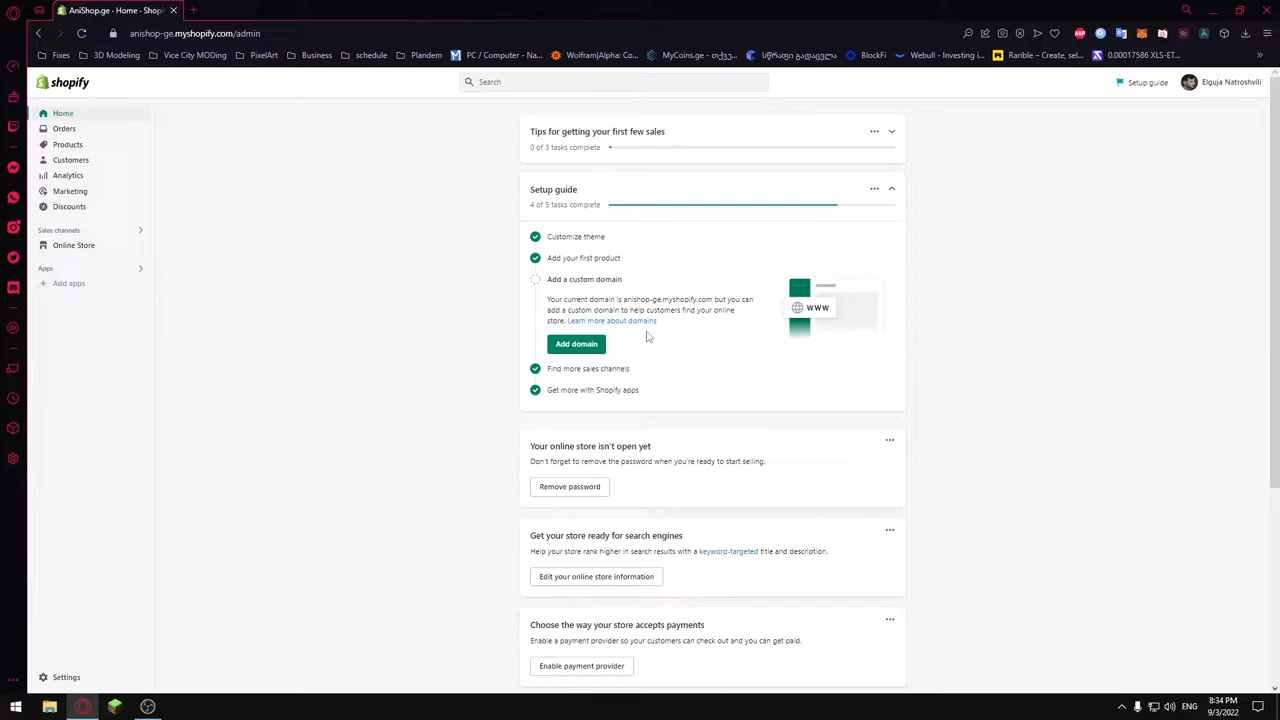 AniShop.ge - Home - Shopi
anishop-ge.myshopify.com/admin
Fixes
3D Modeling
Vice City MODing
PixelArt
Business
schedule
Plandem
PC / Computer - Na...
Wolfram|Alpha: Co...
MyCoins.ge - თქვე...
სწრაფი გადაცვლა
BlockFi
Webull - Investing i...
Rarible – Create, sel...
0.00017586 XLS-ET...
shopify
Search
Setup guide
Elguja Natroshvili
Home
Orders
Products
Customers
Analytics
Marketing
Discounts
Sales channels
Online Store
Apps
Add apps
Settings
Tips for getting your first few sales
0 of 3 tasks complete
Setup guide
4 of 5 tasks complete
Customize theme
Add your first product
Add a custom domain
Your current domain is anishop-ge.myshopify.com but you can
add a custom domain to help customers find your online
store. Learn more about domains
WWW
Add domain
Find more sales channels
Get more with Shopify apps
Your online store isn't open yet
Don't forget to remove the password when you're ready to start selling.
Remove password
Get your store ready for search engines
Help your store rank higher in search results with a keyword-targeted title and description.
Edit your online store information
Choose the way your store accepts payments
Enable a payment provider so your customers can check out and you can get paid.
Enable payment provider
ENG
8:34 PM
9/3/2022